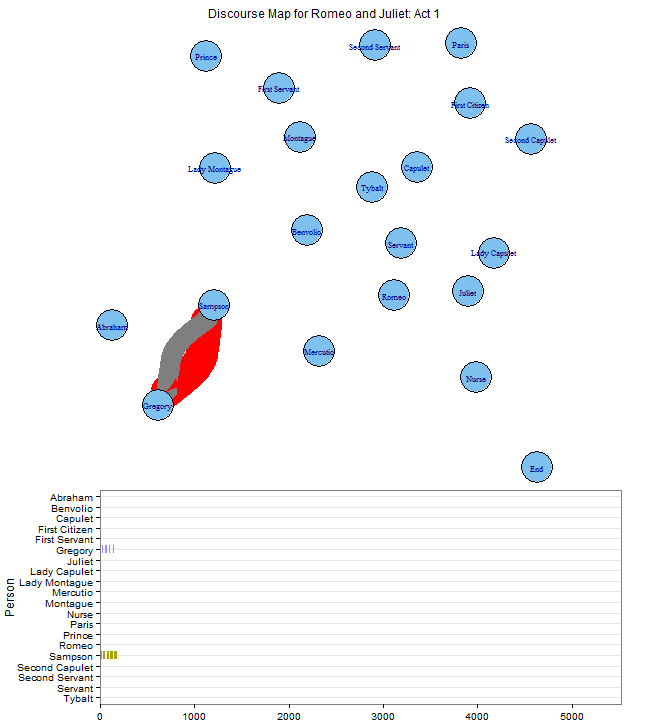 Discourse Map for Romeo and Juliet: Act 1
Second Servant
Paris
Prince
First Servant
First Citizen
Montague
Second Capulet
Lady Montague
Capulet
Tybalt
Benvolio
Servant
Lady Capulet
Romeo
Juliet
Sampson
Abraham
Mercutio
Nurse
Gregory
End
Person
Abraham
Benvolio
Capulet
First Citizen
First Servant
Gregory
Juliet
Lady Capulet
Lady Montague
Mercutio
Montague
Nurse
Paris
Prince
Romeo
Sampson
Second Capulet
Second Servant
Servant
Tybalt
0 1000 2000 3000 4000 5000